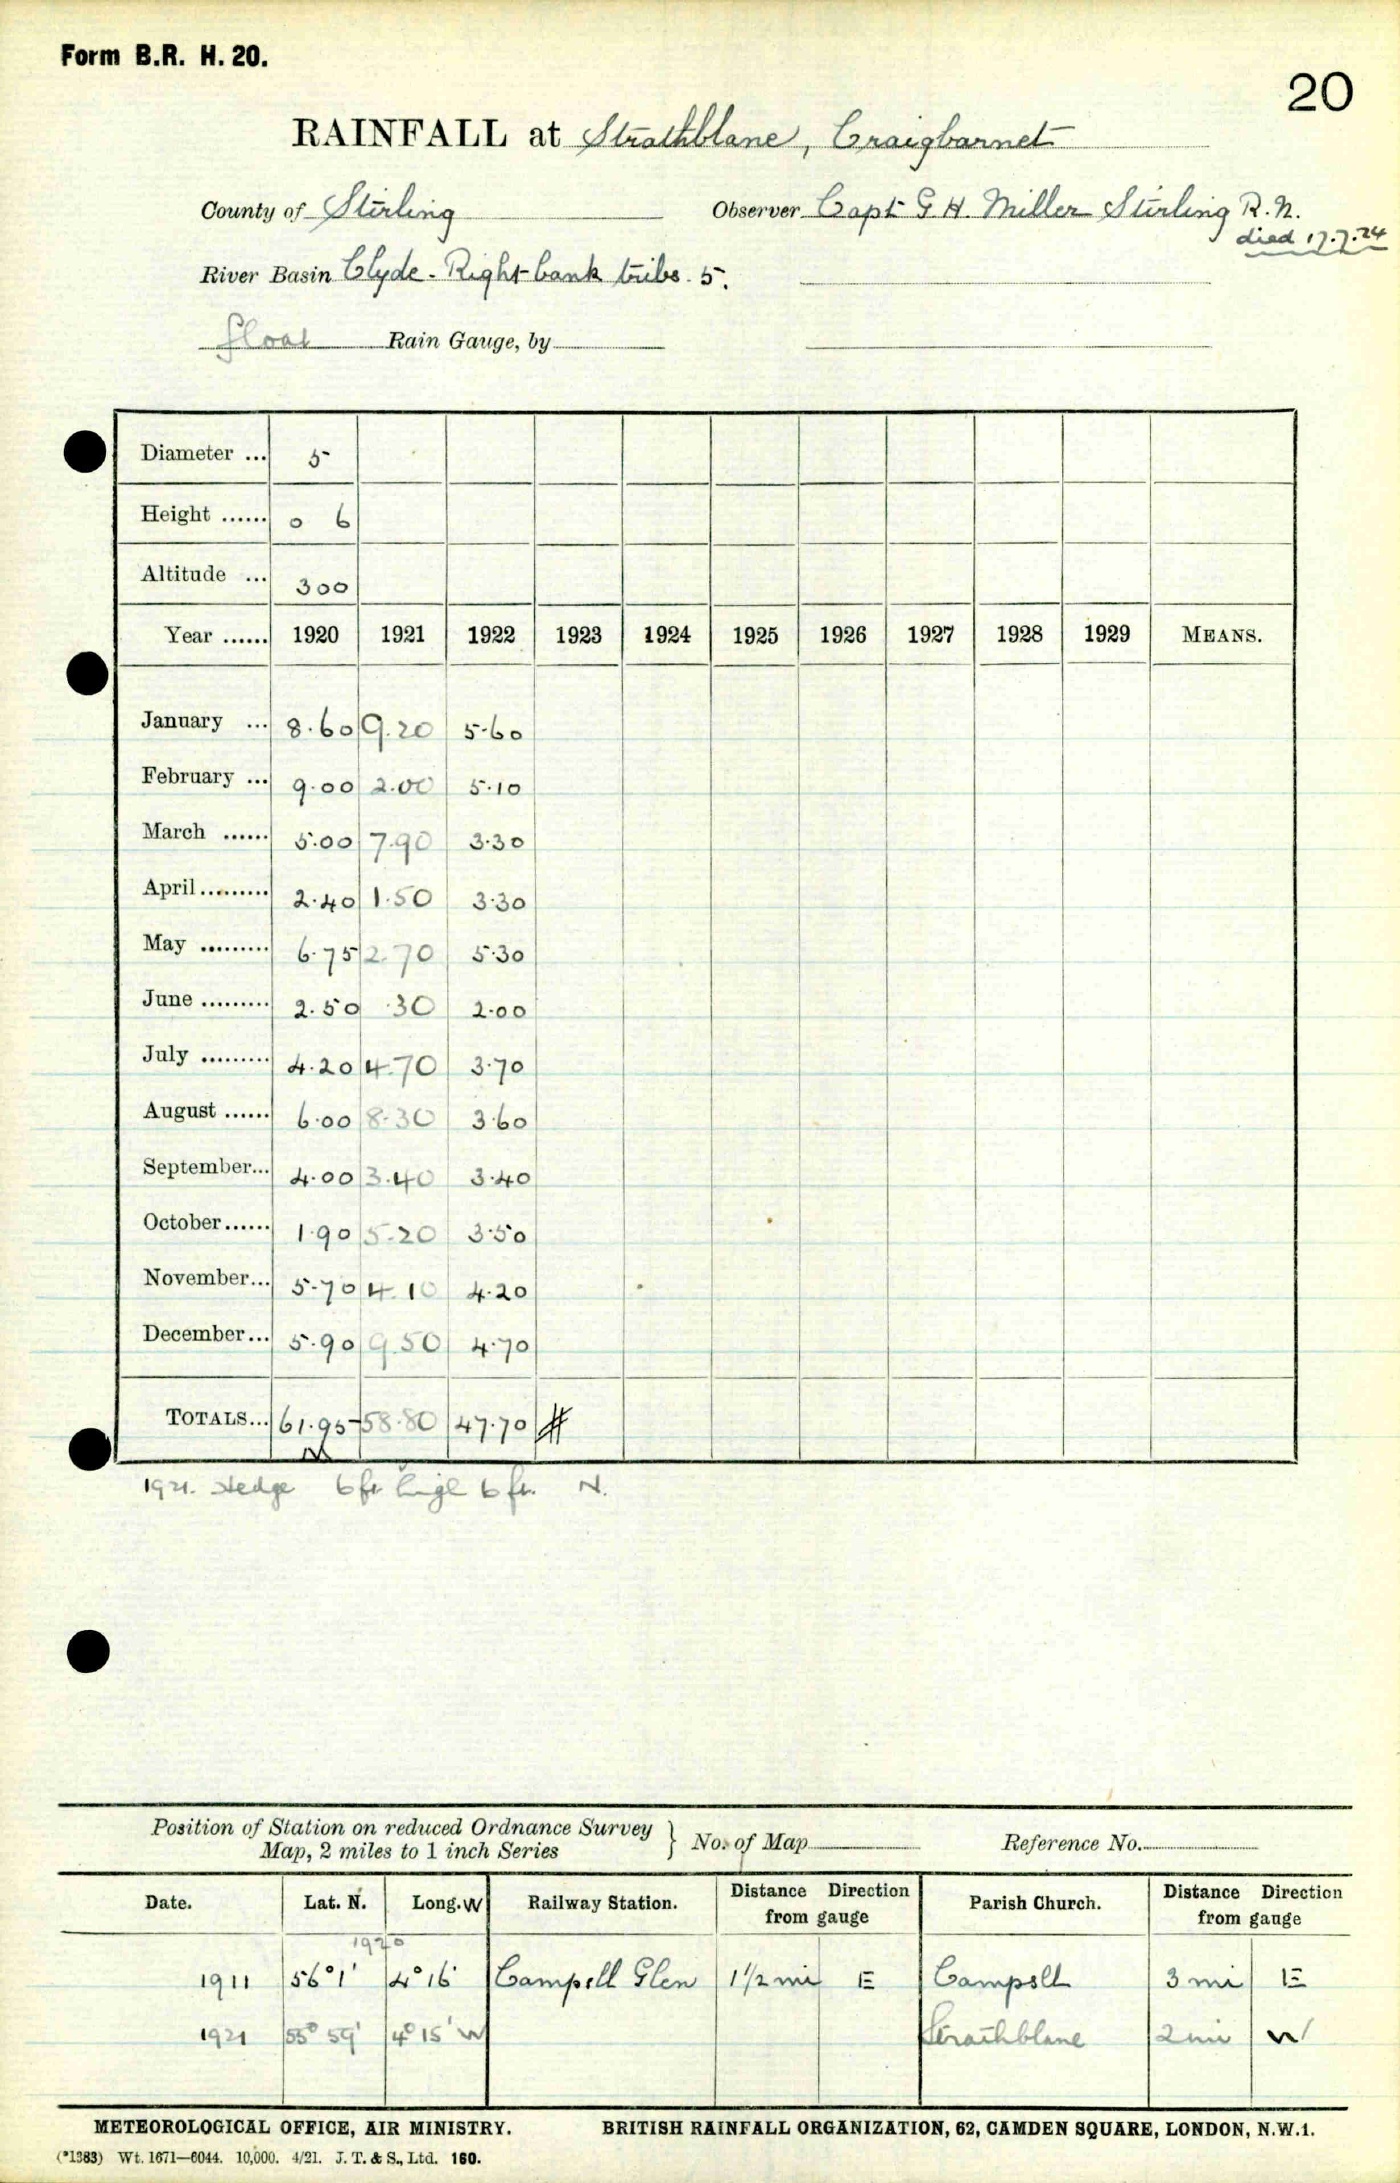 Form B.R. H. 20.
20
RAINFALL at Strathblane, Craigbarnet
County of Stirling Observer Capt G H. Miller Stirling R.N.
died 17.7.24
River Basin Clyde - Right bank tribs. 5.
float Rain Gauge, by
Diameter ... 5
Height ...... 0 6
Altitude ... 300
Year ...... 1920 1921 1922 1923 1924 1925 1926 1927 1928 1929 MEANS.
January ... 8.60 9.20 5.60
February ... 9.00 2.00 5.10
March ...... 5.00 7.90 3.30
April ......... 2.40 1.50 3.30
May ......... 6.75 2.70 5.30
June ......... 2.50 .30 2.00
July ......... 4.20 4.70 3.70
August ...... 6.00 8.30 3.60
September... 4.00 3.40 3.40
October...... 1.90 5.20 3.50
November... 5.70 4.10 4.20
December... 5.90 9.50 4.70
TOTALS... 61.95 58.80 47.70 #
1921. Hedge 6 ft high 6 ft. N.
Position of Station on reduced Ordnance Survey
Map, 2 miles to 1 inch Series } No. of Map Reference No.
Date. Lat. N. Long. W Railway Station. Distance Direction from gauge Parish Church. Distance Direction from gauge
1920
1911 56° 1' 4° 16' Campsll Glen 1 1/2 mi E Campsll 3 mi E
1921 55° 59' 4° 15' W Strathblane 2 mi W
METEOROLOGICAL OFFICE, AIR MINISTRY. BRITISH RAINFALL ORGANIZATION, 62, CAMDEN SQUARE, LONDON, N.W.1.
(*1383) Wt. 1671—6044. 10,000. 4/21. J. T. & S., Ltd. 160.